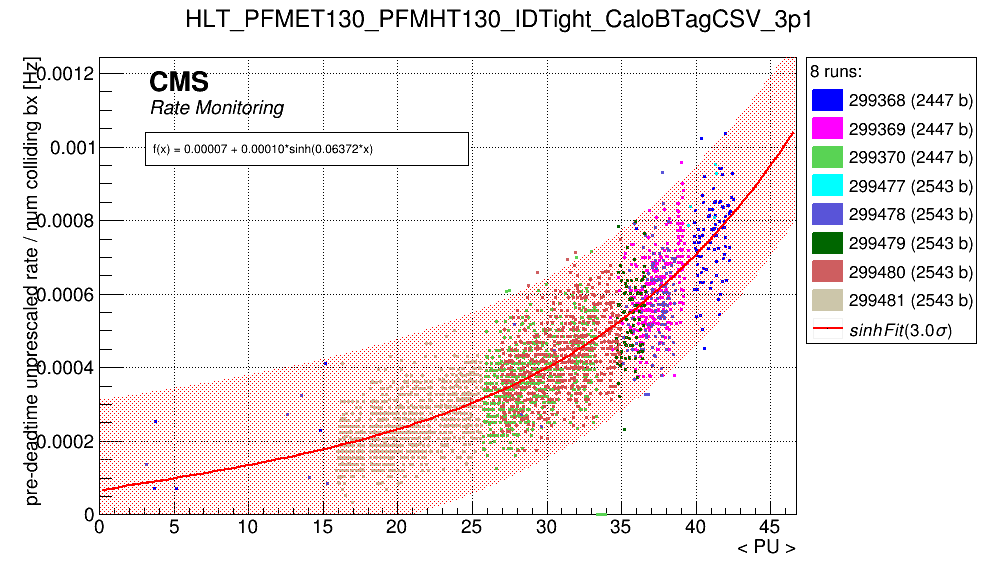 HLT_PFMET130_PFMHT130_IDTight_CaloBTagCSV_3p1
pre-deadtime unprescaled rate / num colliding bx [Hz]
0.0012
0.001
0.0008
0.0006
0.0004
0.0002
0
CMS
Rate Monitoring
f(x) = 0.00007 + 0.00010*sinh(0.06372*x)
0 5 10 15 20 25 30 35 40 45
< PU >
8 runs:
299368 (2447 b)
299369 (2447 b)
299370 (2447 b)
299477 (2543 b)
299478 (2543 b)
299479 (2543 b)
299480 (2543 b)
299481 (2543 b)
sinhFit(3.0σ)